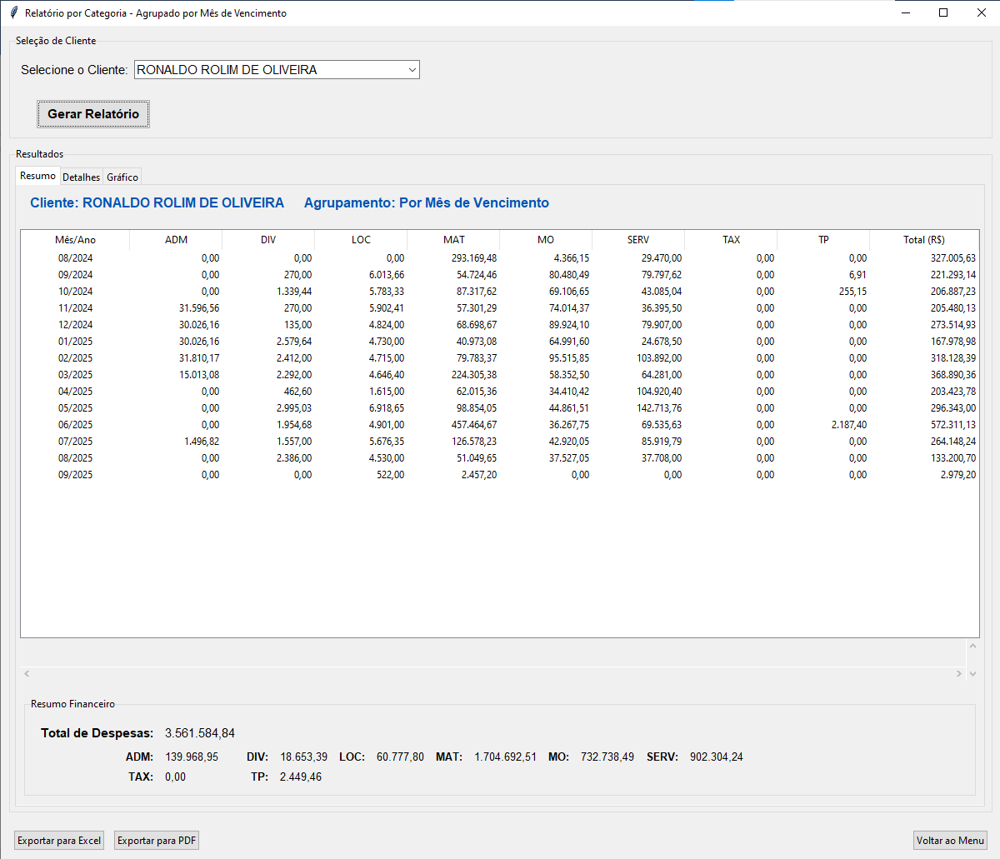 Relatório por Categoria - Agrupado por Mês de Vencimento
Seleção de Cliente
Selecione o Cliente: RONALDO ROLIM DE OLIVEIRA
Gerar Relatório
Resultados
Resumo Detalhes Gráfico
Cliente: RONALDO ROLIM DE OLIVEIRA Agrupamento: Por Mês de Vencimento
Mês/Ano ADM DIV LOC MAT MO SERV TAX TP Total (R$)
08/2024 0,00 0,00 0,00 293.169,48 4.366,15 29.470,00 0,00 0,00 327.005,63
09/2024 0,00 270,00 6.013,66 54.724,46 80.480,49 79.797,62 0,00 6,91 221.293,14
10/2024 0,00 1.339,44 5.783,33 87.317,62 69.106,65 43.085,04 0,00 255,15 206.887,23
11/2024 31.596,56 270,00 5.902,41 57.301,29 74.014,37 36.395,50 0,00 0,00 205.480,13
12/2024 30.026,16 135,00 4.824,00 68.698,67 89.924,10 79.907,00 0,00 0,00 273.514,93
01/2025 30.026,16 2.579,64 4.730,00 40.973,08 64.991,60 24.678,50 0,00 0,00 167.978,98
02/2025 31.810,17 2.412,00 4.715,00 79.783,37 95.515,85 103.892,00 0,00 0,00 318.128,39
03/2025 15.013,08 2.292,00 4.646,40 224.305,38 58.352,50 64.281,00 0,00 0,00 368.890,36
04/2025 0,00 462,60 1.615,00 62.015,36 34.410,42 104.920,40 0,00 0,00 203.423,78
05/2025 0,00 2.995,03 6.918,65 98.854,05 44.861,51 142.713,76 0,00 0,00 296.343,00
06/2025 0,00 1.954,68 4.901,00 457.464,67 36.267,75 69.535,63 0,00 2.187,40 572.311,13
07/2025 1.496,82 1.557,00 5.676,35 126.578,23 42.920,05 85.919,79 0,00 0,00 264.148,24
08/2025 0,00 2.386,00 4.530,00 51.049,65 37.527,05 37.708,00 0,00 0,00 133.200,70
09/2025 0,00 0,00 522,00 2.457,20 0,00 0,00 0,00 0,00 2.979,20
Resumo Financeiro
Total de Despesas: 3.561.584,84
ADM: 139.968,95 DIV: 18.653,39 LOC: 60.777,80 MAT: 1.704.692,51 MO: 732.738,49 SERV: 902.304,24
TAX: 0,00 TP: 2.449,46
Exportar para Excel Exportar para PDF Voltar ao Menu